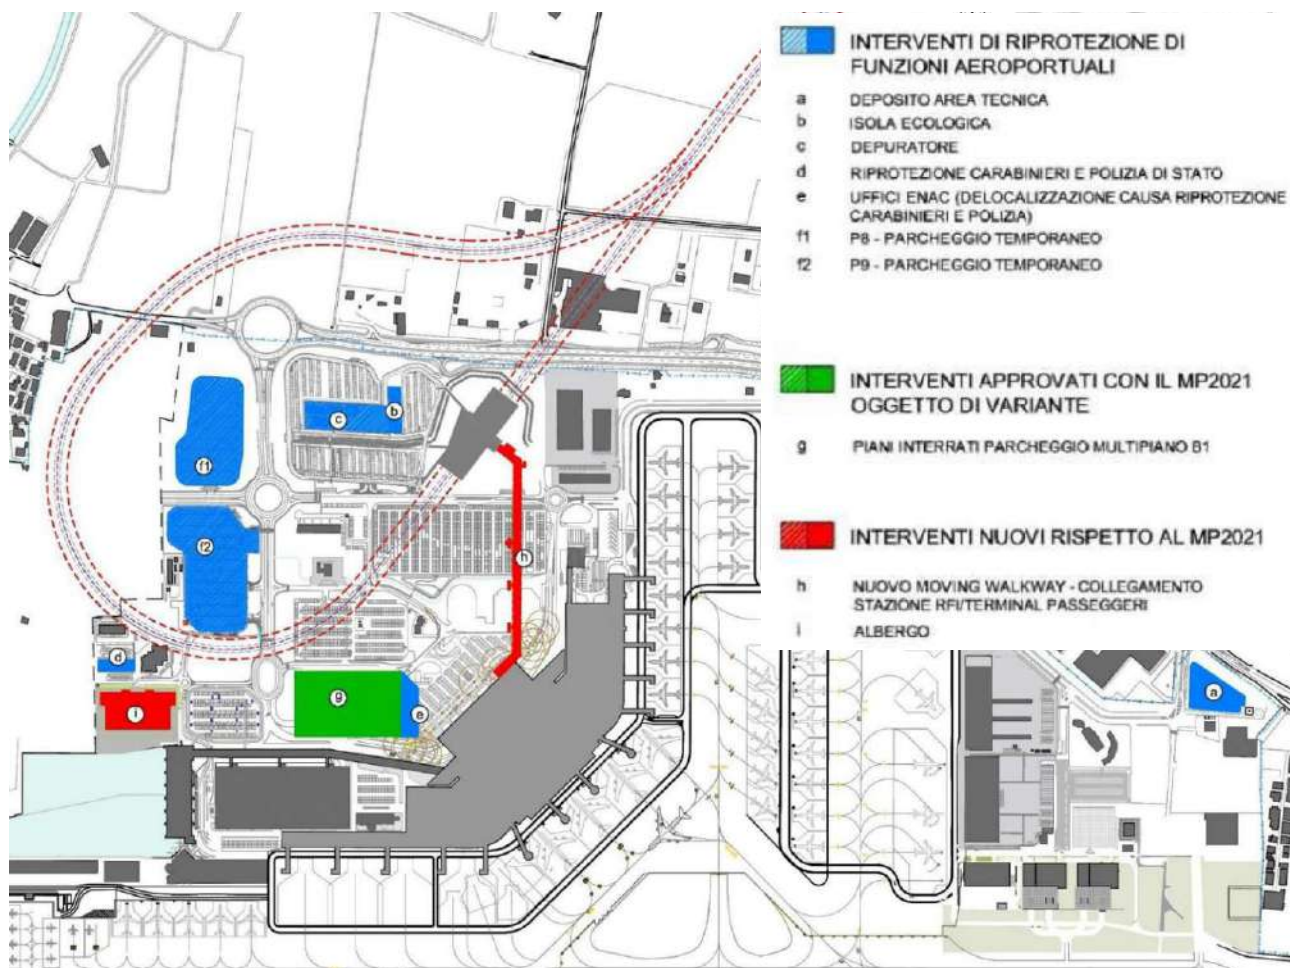 INTERVENTI DI RIPROTEZIONE DI
FUNZIONI AEROPORTUALI
a DEPOSITO AREA TECNICA
b ISOLA ECOLOGICA
c DEPURATORE
d RIPROTEZIONE CARABINIERI E POLIZIA DI STATO
e UFFICI ENAC (DELOCALIZZAZIONE CAUSA RIPROTEZIONE
CARABINIERI E POLIZIA)
f1 P8 - PARCHEGGIO TEMPORANEO
f2 P9 - PARCHEGGIO TEMPORANEO
INTERVENTI APPROVATI CON IL MP2021
OGGETTO DI VARIANTE
g PIANI INTERRATI PARCHEGGIO MULTIPIANO B1
INTERVENTI NUOVI RISPETTO AL MP2021
h NUOVO MOVING WALKWAY - COLLEGAMENTO
STAZIONE RFI/TERMINAL PASSEGGERI
i ALBERGO
b
c
f1
f2
h
d
g
e
i
a